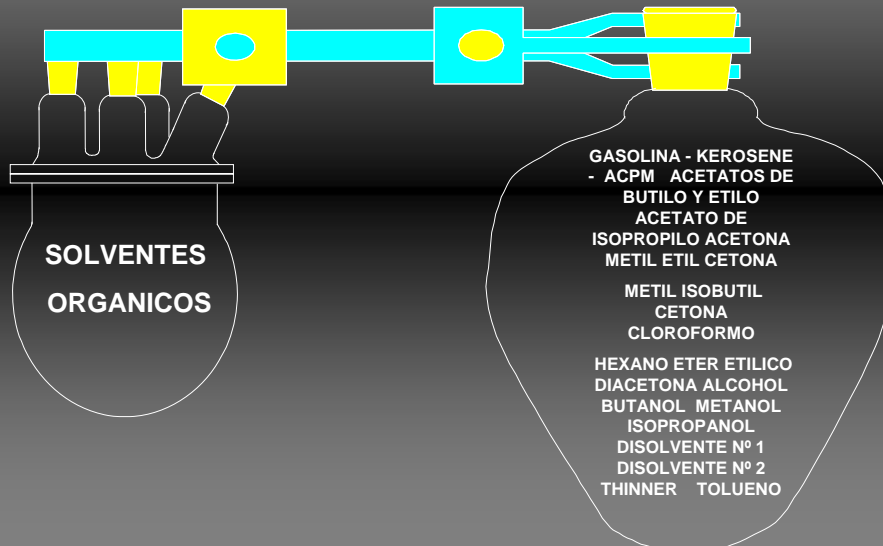 SOLVENTES
ORGANICOS
GASOLINA - KEROSENE
- ACPM ACETATOS DE
BUTILO Y ETILO
ACETATO DE
ISOPROPILO ACETONA
METIL ETIL CETONA
METIL ISOBUTIL
CETONA
CLOROFORMO
HEXANO ETER ETILICO
DIACETONA ALCOHOL
BUTANOL METANOL
ISOPROPANOL
DISOLVENTE Nº 1
DISOLVENTE Nº 2
THINNER TOLUENO